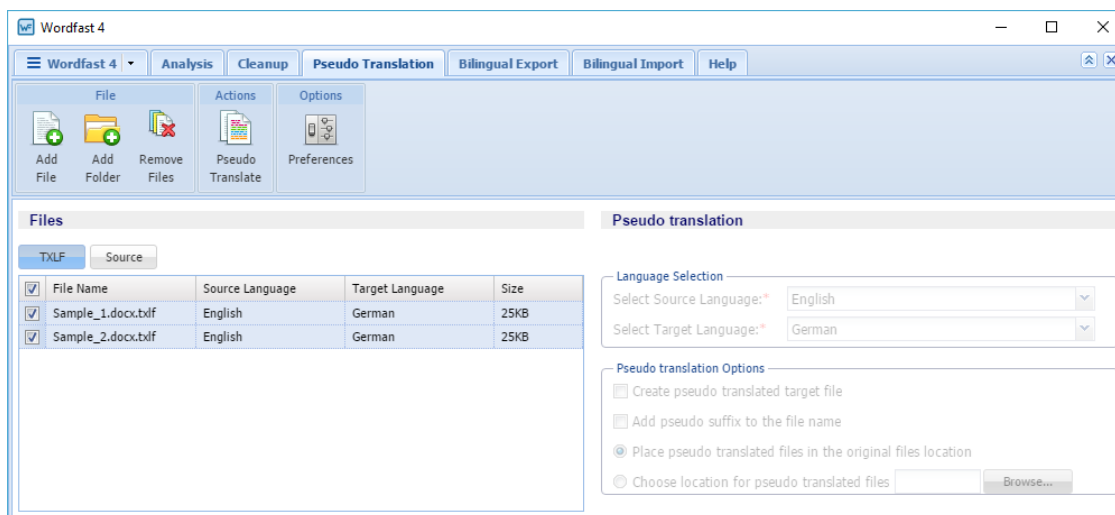 Wordfast 4
Wordfast 4 Analysis Cleanup Pseudo Translation Bilingual Export Bilingual Import Help
File Actions Options
Add File Add Folder Remove Files Pseudo Translate Preferences
Files
TXLF Source
File Name Source Language Target Language Size
Sample_1.docx.txlf English German 25KB
Sample_2.docx.txlf English German 25KB
Pseudo translation
Language Selection
Select Source Language:* English
Select Target Language:* German
Pseudo translation Options
Create pseudo translated target file
Add pseudo suffix to the file name
Place pseudo translated files in the original files location
Choose location for pseudo translated files Browse...